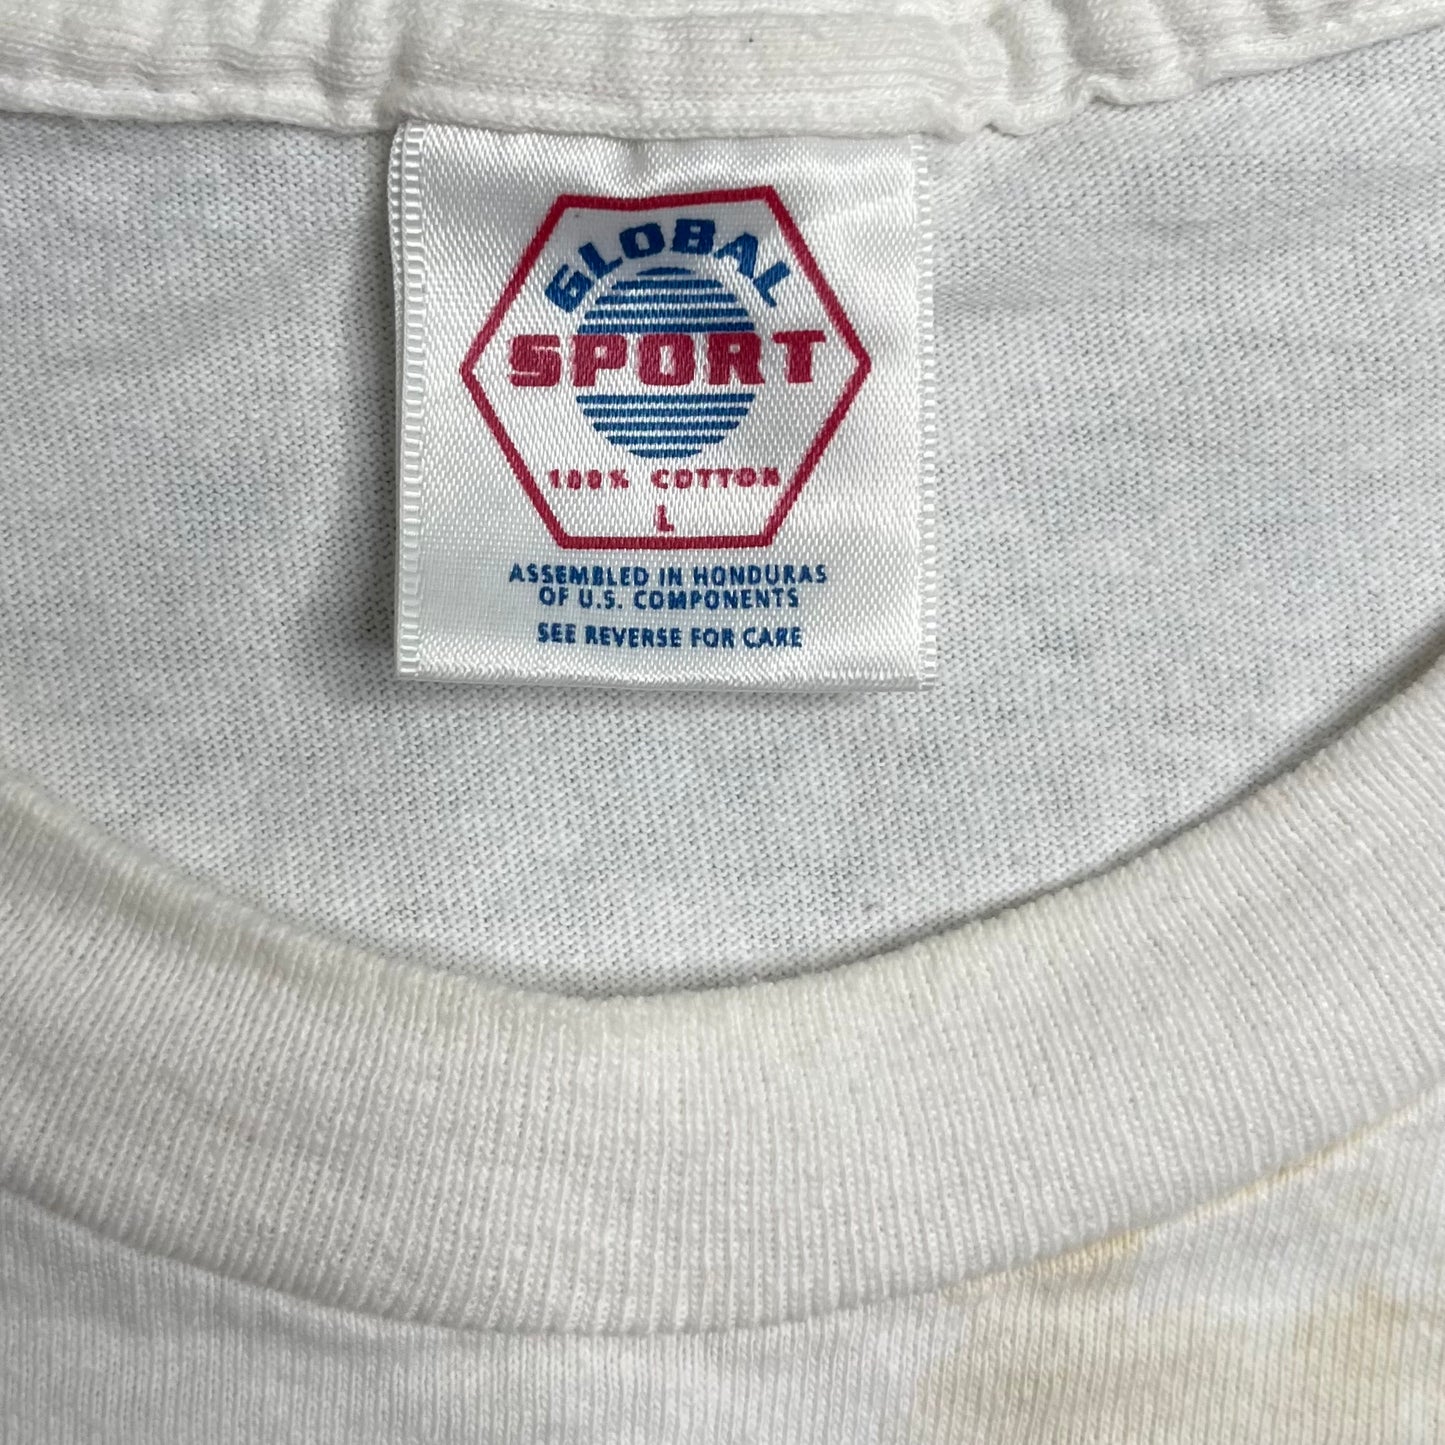 GLOBAL
SPORT
100% COTTON
L
ASSEMBLED IN HONDURAS
OF U.S. COMPONENTS
SEE REVERSE FOR CARE